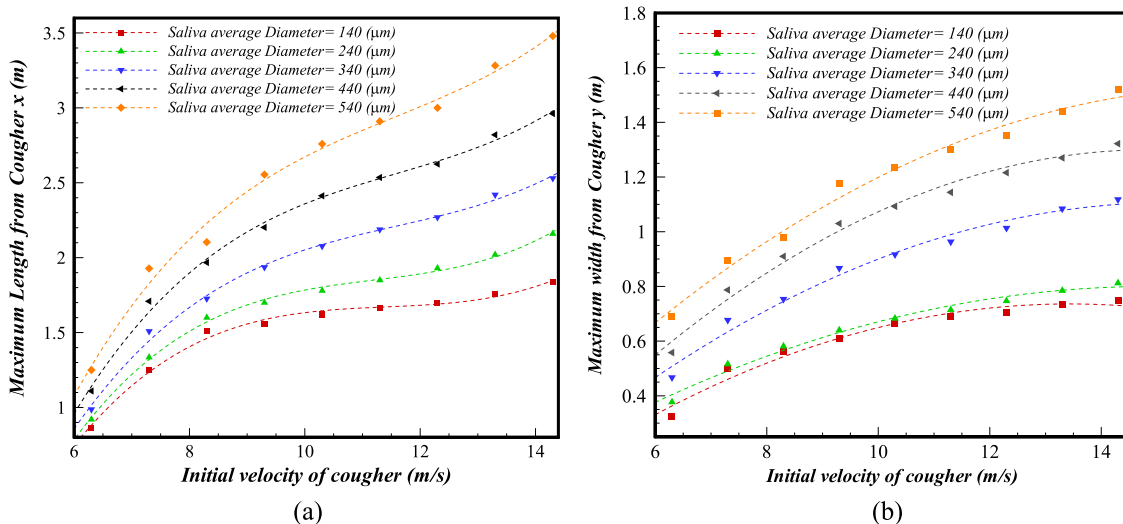 3.5
3
2.5
2
1.5
1
6
8
10
12
14
Maximum Length from Cougher x (m)
Initial velocity of cougher (m/s)
Saliva average Diameter= 140 (μm)
Saliva average Diameter= 240 (μm)
Saliva average Diameter= 340 (μm)
Saliva average Diameter= 440 (μm)
Saliva average Diameter= 540 (μm)
(a)
1.8
1.6
1.4
1.2
1
0.8
0.6
0.4
6
8
10
12
14
Maximum width from Cougher y (m)
Initial velocity of cougher (m/s)
Saliva average Diameter= 140 (μm)
Saliva average Diameter= 240 (μm)
Saliva average Diameter= 340 (μm)
Saliva average Diameter= 440 (μm)
Saliva average Diameter= 540 (μm)
(b)